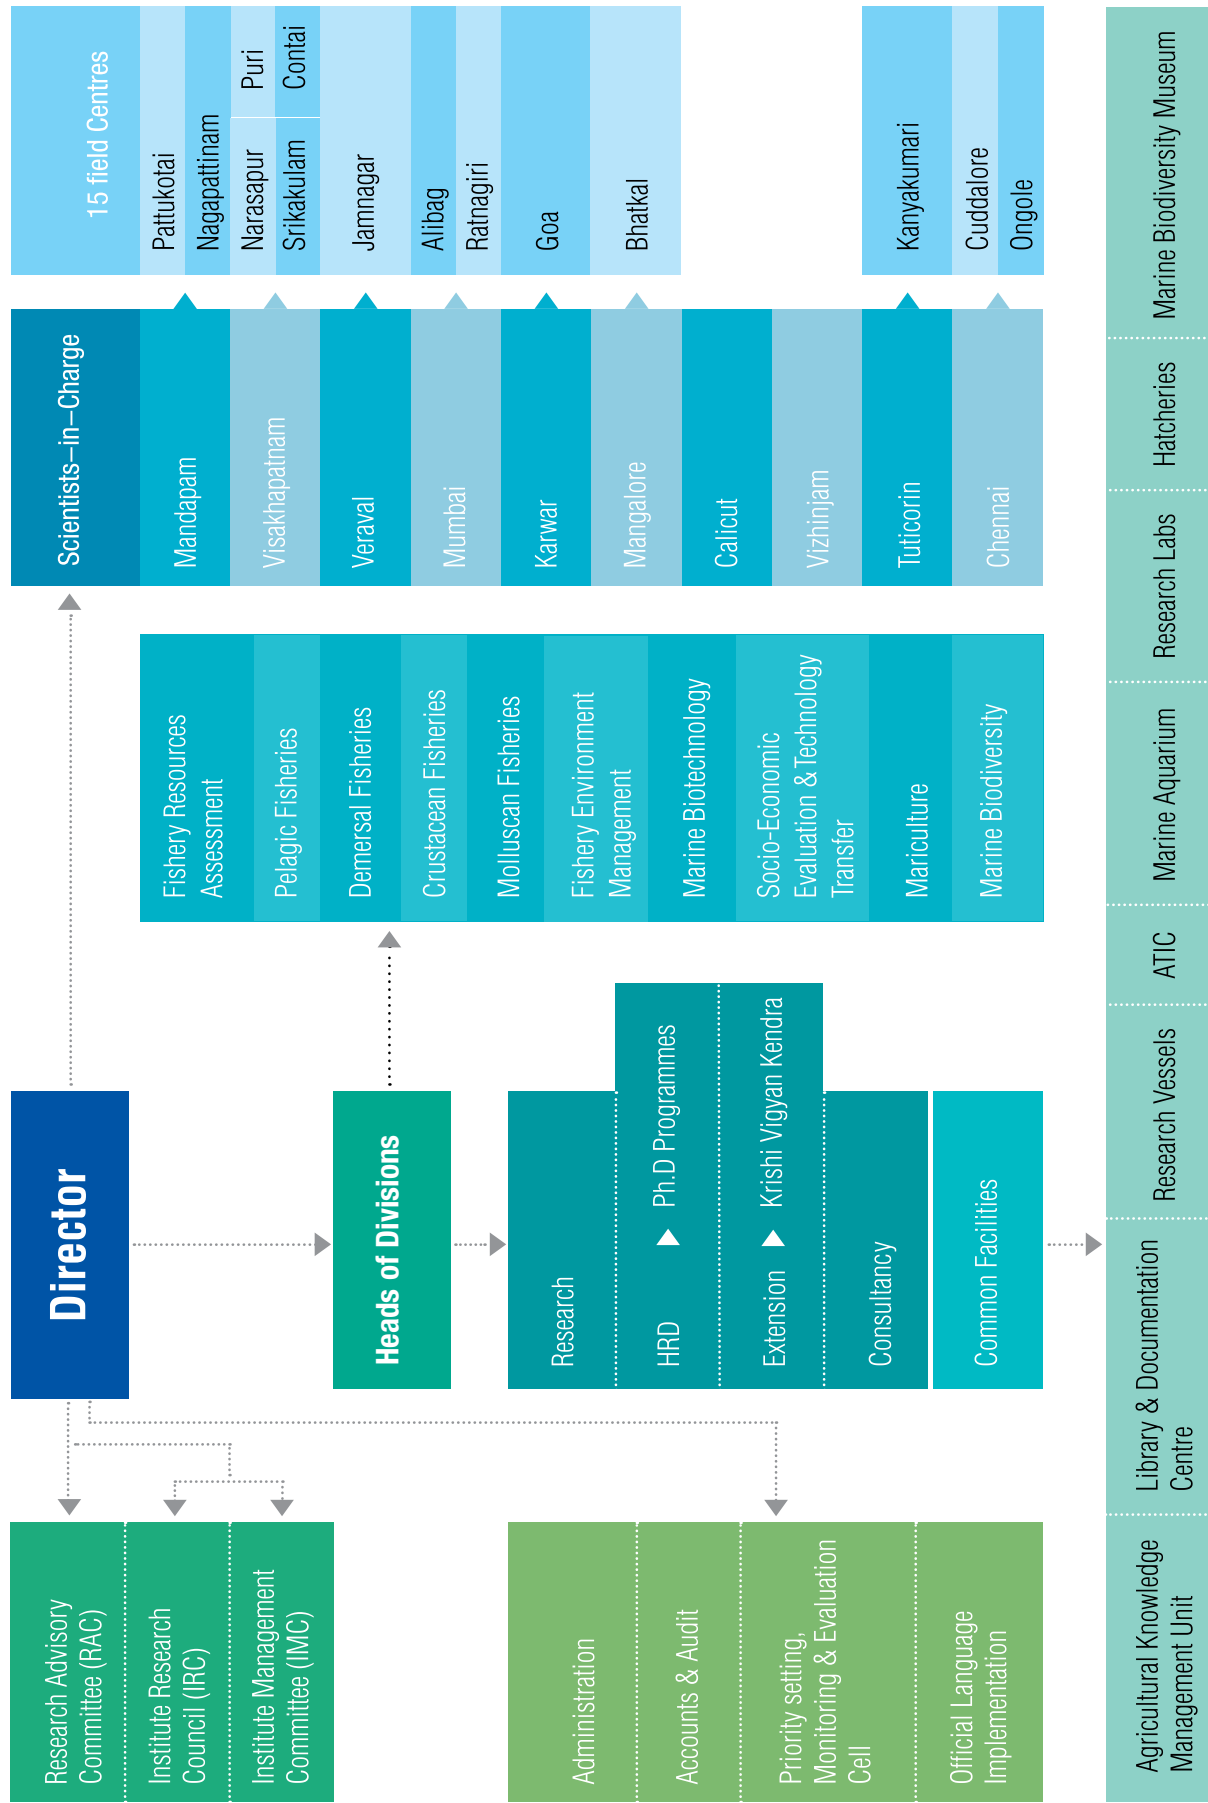 Research Advisory
Committee (RAC)
Institute Research
Council (IRC)
Institute Management
Committee (IMC)
Administration
Accounts & Audit
Priority setting,
Monitoring & Evaluation
Cell
Official Language
Implementation
Director
Heads of Divisions
Research
HRD
Ph.D Programmes
Extension
Krishi Vigyan Kendra
Consultancy
Common Facilities
Fishery Resources
Assessment
Pelagic Fisheries
Demersal Fisheries
Crustacean Fisheries
Molluscan Fisheries
Fishery Environment
Management
Marine Biotechnology
Socio-Economic
Evaluation & Technology
Transfer
Mariculture
Marine Biodiversity
Scientists–in–Charge
Mandapam
Visakhapatnam
Veraval
Mumbai
Karwar
Mangalore
Calicut
Vizhinjam
Tuticorin
Chennai
15 field Centres
Pattukotai
Nagapattinam
Narasapur
Puri
Srikakulam
Contai
Jamnagar
Alibag
Ratnagiri
Goa
Bhatkal
Kanyakumari
Cuddalore
Ongole
Agricultural Knowledge
Management Unit
Library & Documentation
Centre
Research Vessels
ATIC
Marine Aquarium
Research Labs
Hatcheries
Marine Biodiversity Museum